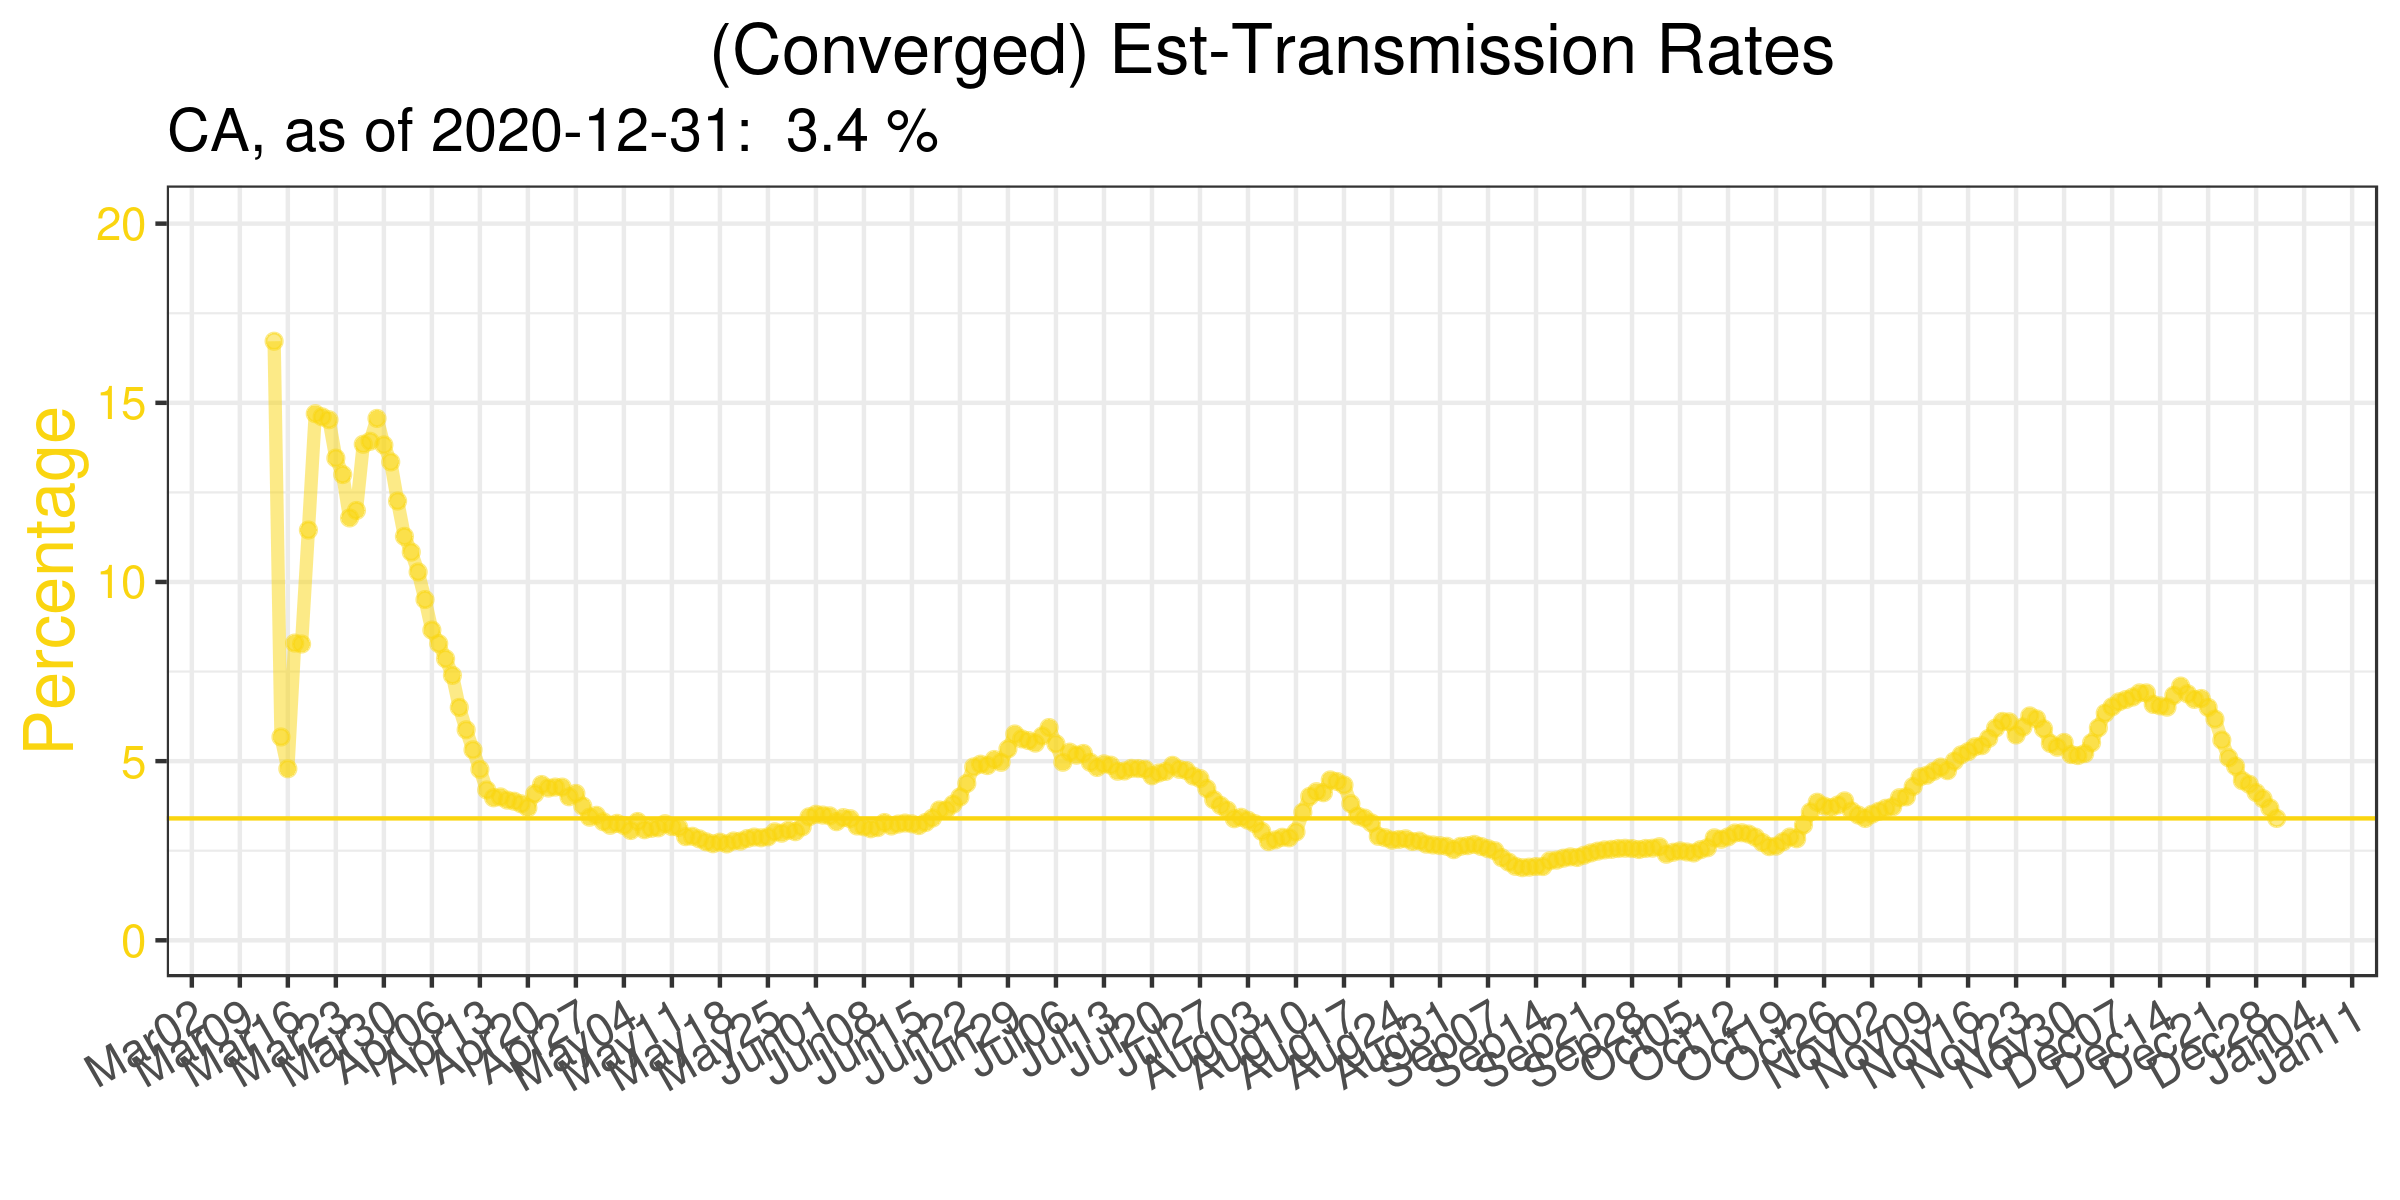 (Converged) Est-Transmission Rates
CA, as of 2020-12-31:  3.4 %
Percentage
20
15
10
5
0
Mar02
Mar09
Mar16
Mar23
Mar30
Apr06
Apr13
Apr20
Apr27
May04
May11
May18
May25
Jun01
Jun08
Jun15
Jun22
Jun29
Jul06
Jul13
Jul20
Jul27
Aug03
Aug10
Aug17
Aug24
Aug31
Sep07
Sep14
Sep21
Sep28
Oct05
Oct12
Oct19
Oct26
Nov02
Nov09
Nov16
Nov23
Nov30
Dec07
Dec14
Dec21
Dec28
Jan04
Jan11